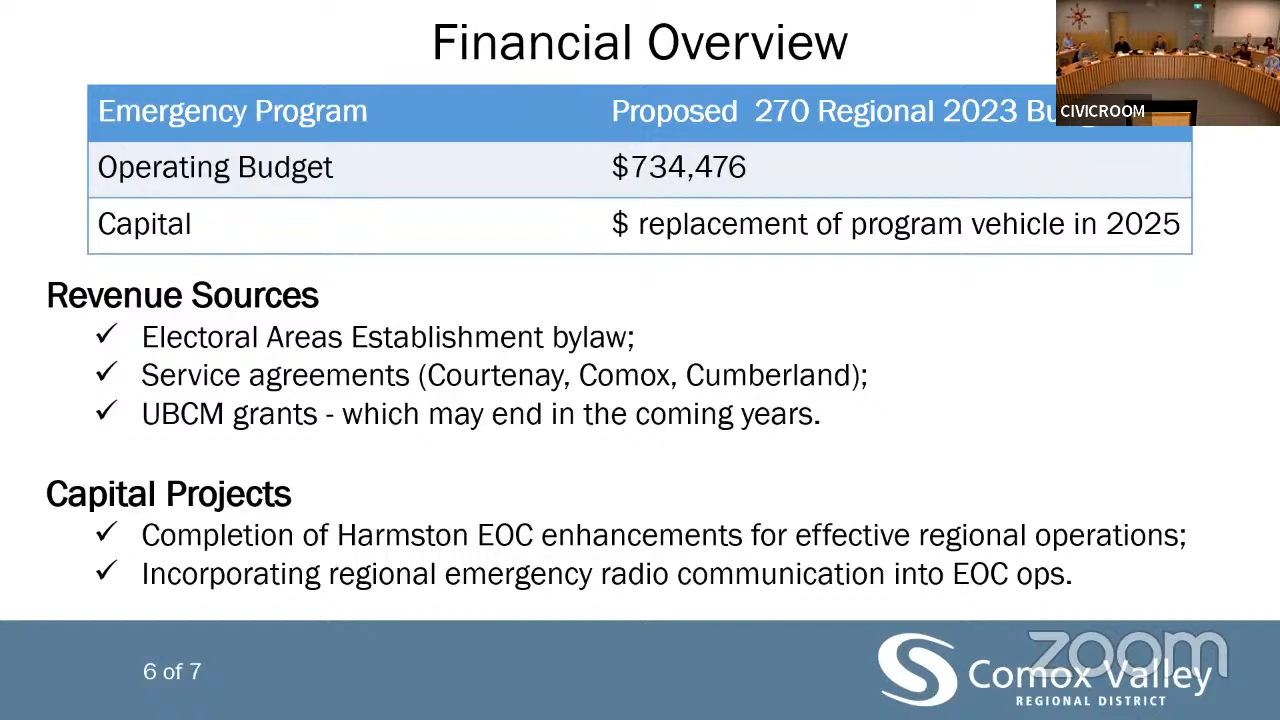 Financial Overview
Emergency Program
Proposed 270 Regional 2023
CIVICROOM
Operating Budget
$734,476
Capital
$ replacement of program vehicle in 2025
Revenue Sources
✓ Electoral Areas Establishment bylaw;
✓ Service agreements (Courtenay, Comox, Cumberland);
✓ UBCM grants - which may end in the coming years.
Capital Projects
✓ Completion of Harmston EOC enhancements for effective regional operations;
✓ Incorporating regional emergency radio communication into EOC ops.
6 of 7
zoom
Comox Valley
REGIONAL DISTRICT